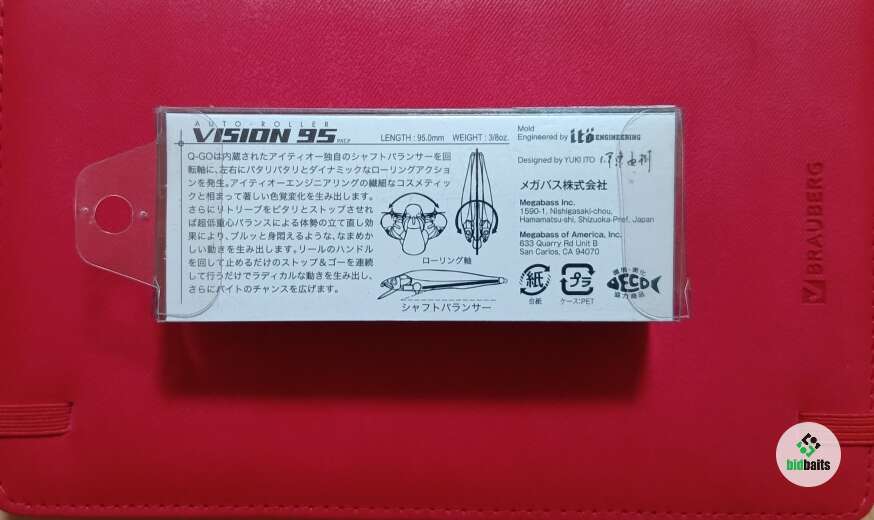 AUTO-ROLLER
VISION 95
LENGTH : 95.0mm WEIGHT : 3/8oz.
Q-GOは内蔵されたアイティオー独自のシャフトバランサーを回
転軸に、左右にパタリパタリとダイナミックなローリングアクション
を発生。アイティオーエンジニアリングの繊細なコスメティッ
クと相まって著しい色覚変化を生み出します。
さらにリトリーブをピタリとストップさせれ
ば超低重心バランスによる体勢の立て直し効
果により、ブルッと身悶えるような、なまめか
しい動きを生み出します。リールのハンドル
を回して止めるだけのストップ&ゴーを連続
して行うだけでラディカルな動きを生み出し、
さらにバイトのチャンスを広げます。
ローリング軸
シャフトバランサー
Mold
Engineered by itö ENGINEERING
Designed by YUKI ITO
メガバス株式会社
Megabass Inc.
1590-1, Nishigasaki-chou,
Hamamatsu-shi, Shizuoka-Pref. Japan
Megabass of America, Inc.
633 Quarry Rd Unit B
San Carlos, CA 94070
紙
台紙
プラ
ケース:PET
環境・美化
ECO
協力商品
BRAUBERG
bidbaits